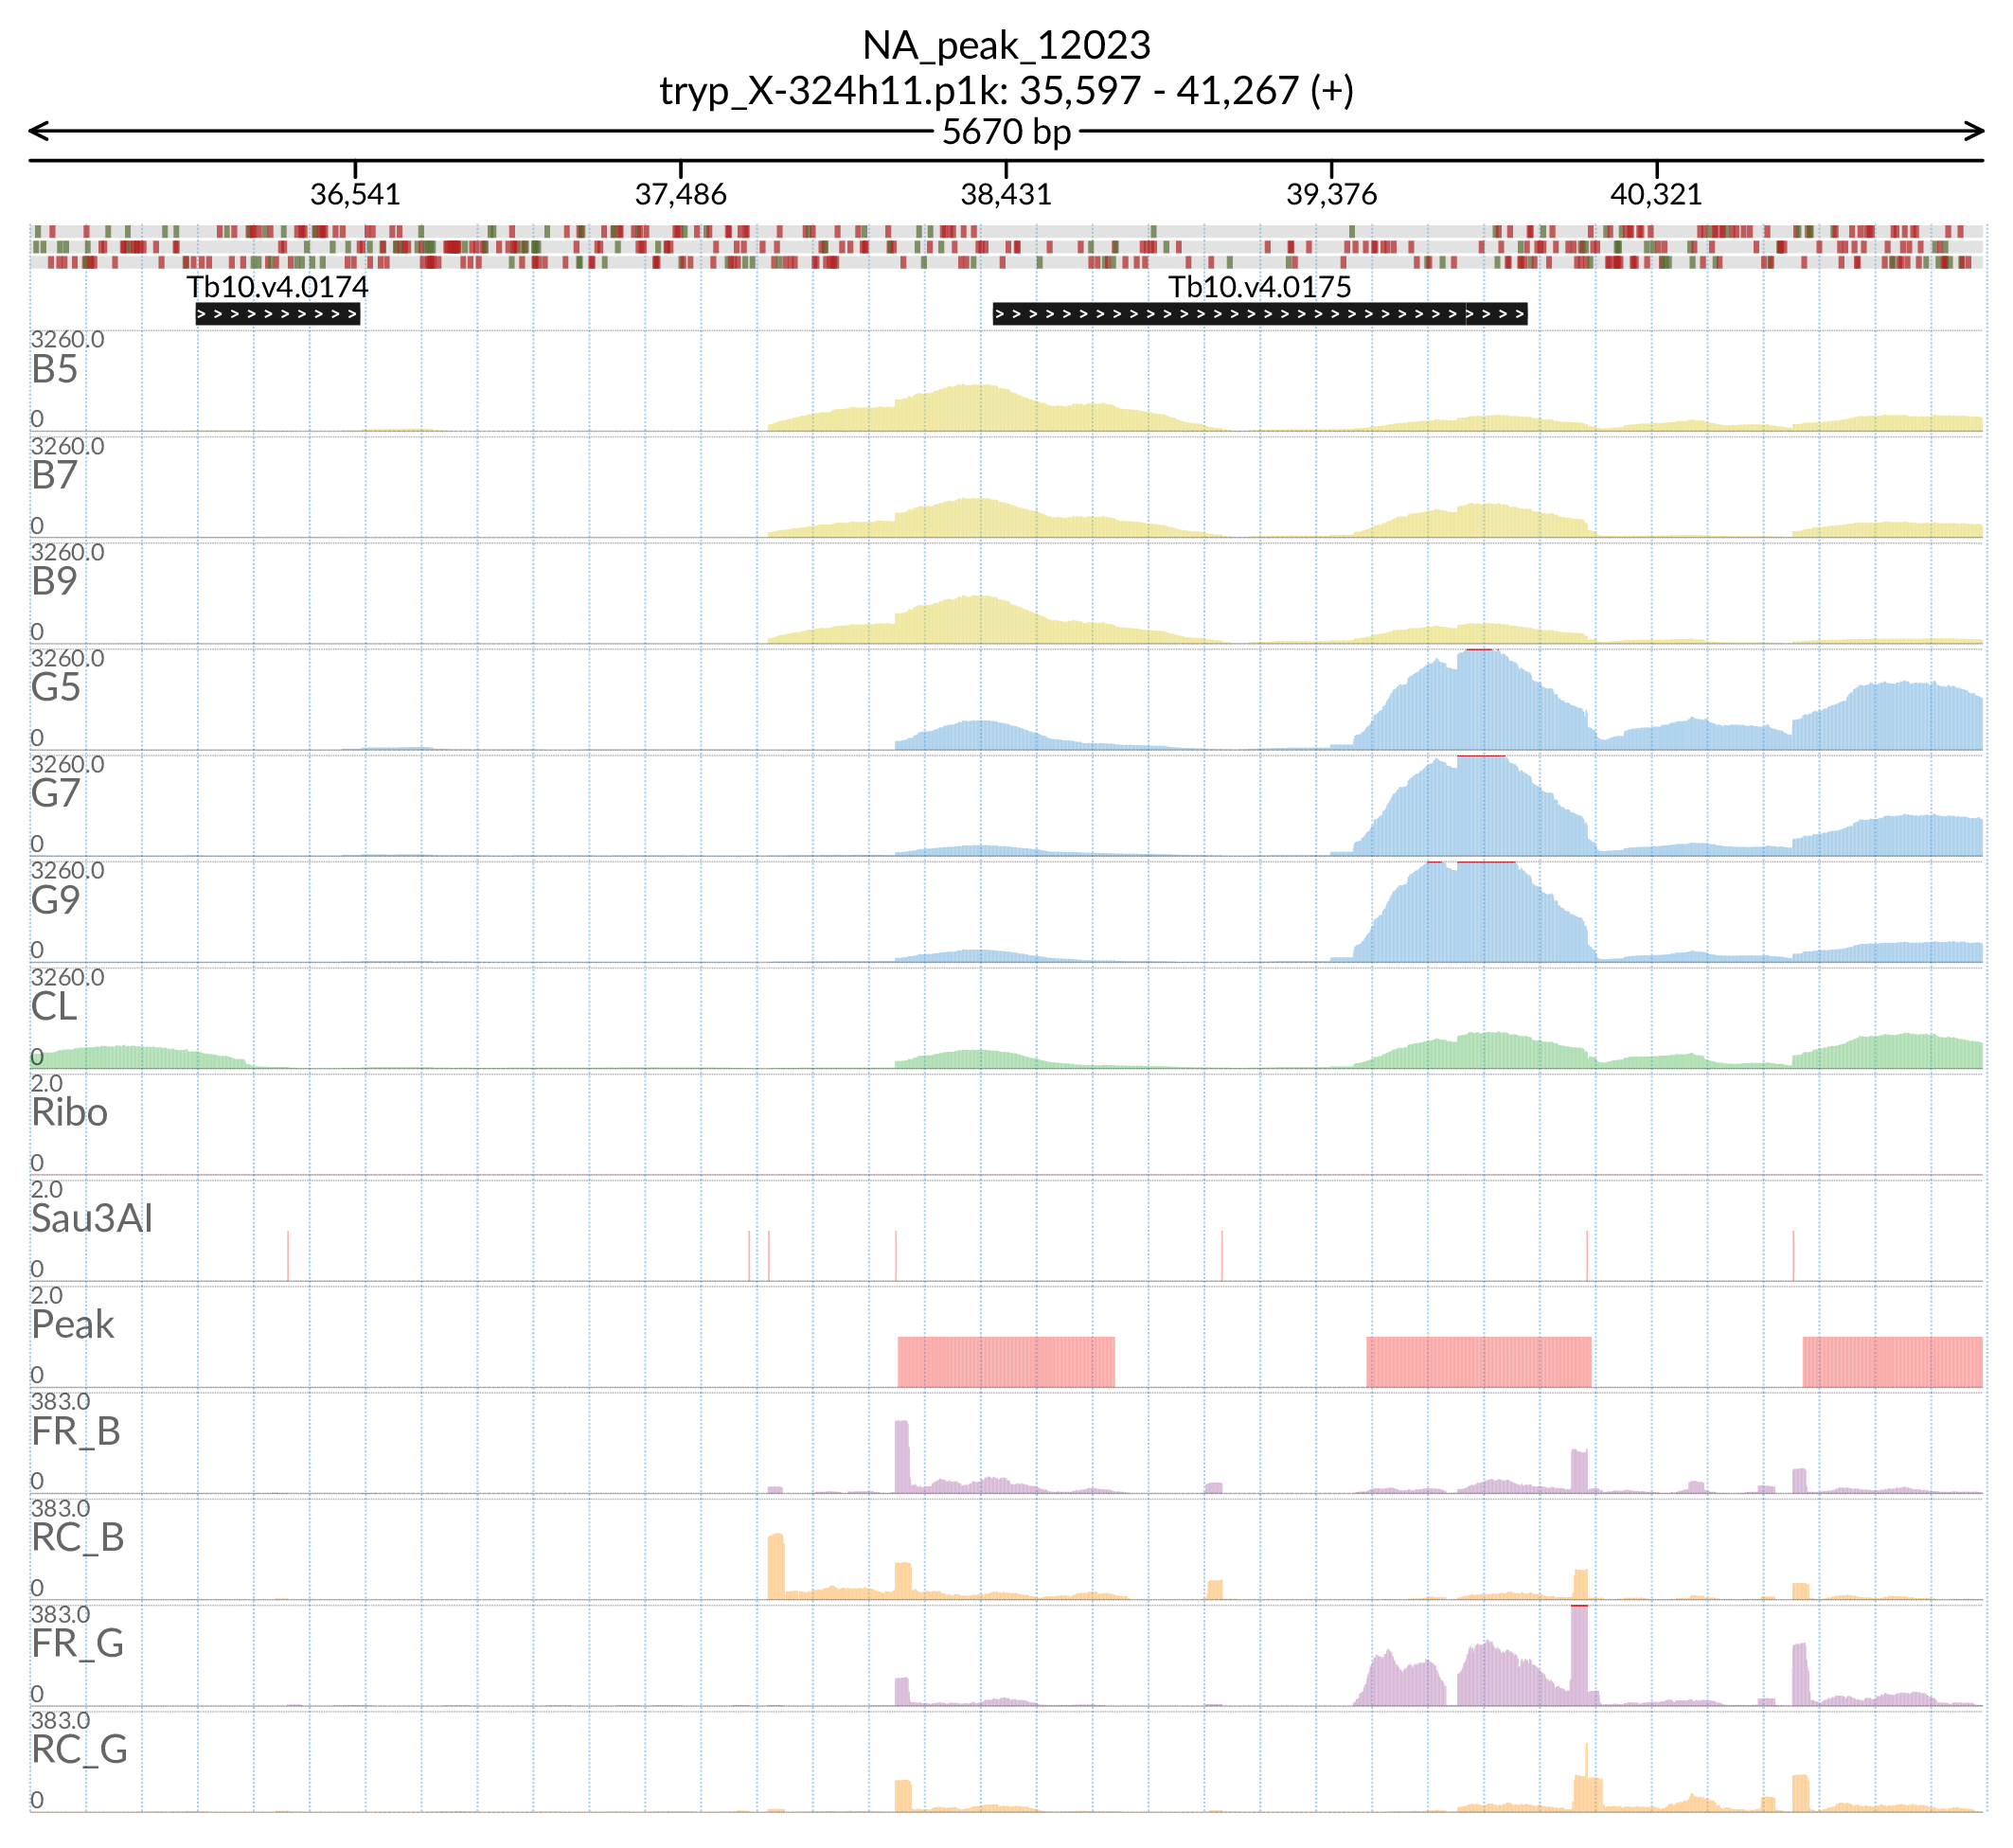 NA_peak_12023
tryp_X-324h11.p1k: 35,597 - 41,267 (+)
5670 bp
36,541 37,486 38,431 39,376 40,321
Tb10.v4.0174 Tb10.v4.0175
3260.0
B5
0
3260.0
B7
0
3260.0
B9
0
3260.0
G5
0
3260.0
G7
0
3260.0
G9
0
3260.0
CL
0
2.0
Ribo
0
2.0
Sau3AI
0
2.0
Peak
0
383.0
FR_B
0
383.0
RC_B
0
383.0
FR_G
0
383.0
RC_G
0